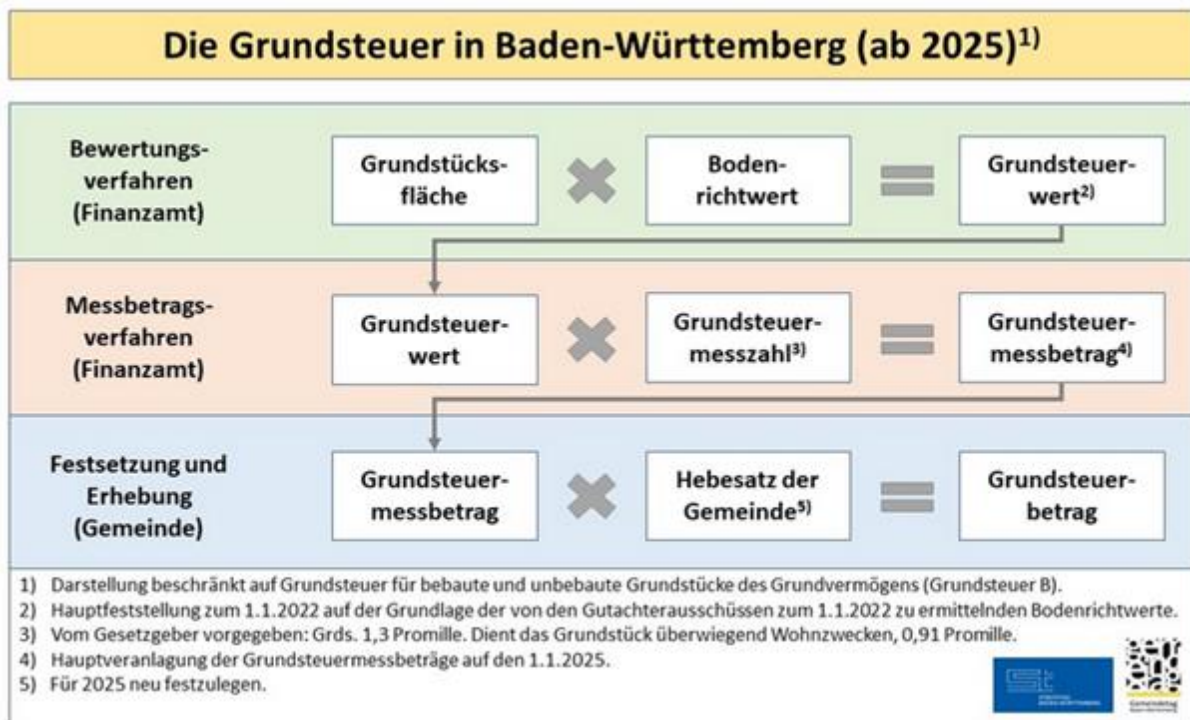 Die Grundsteuer in Baden-Württemberg (ab 2025)1)
Bewertungs-
verfahren
(Finanzamt)
Grundstücks-
fläche
Boden-
richtwert
Grundsteuer-
wert2)
Messbetrags-
verfahren
(Finanzamt)
Grundsteuer-
wert
Grundsteuer-
messzahl3)
Grundsteuer-
messbetrag4)
Festsetzung und
Erhebung
(Gemeinde)
Grundsteuer-
messbetrag
Hebesatz der
Gemeinde5)
Grundsteuer-
betrag
1) Darstellung beschränkt auf Grundsteuer für bebaute und unbebaute Grundstücke des Grundvermögens (Grundsteuer B).
2) Hauptfeststellung zum 1.1.2022 auf der Grundlage der von den Gutachterausschüssen zum 1.1.2022 zu ermittelnden Bodenrichtwerte.
3) Vom Gesetzgeber vorgegeben: Grds. 1,3 Promille. Dient das Grundstück überwiegend Wohnzwecken, 0,91 Promille.
4) Hauptveranlagung der Grundsteuermessbeträge auf den 1.1.2025.
5) Für 2025 neu festzulegen.
Gemeindetag